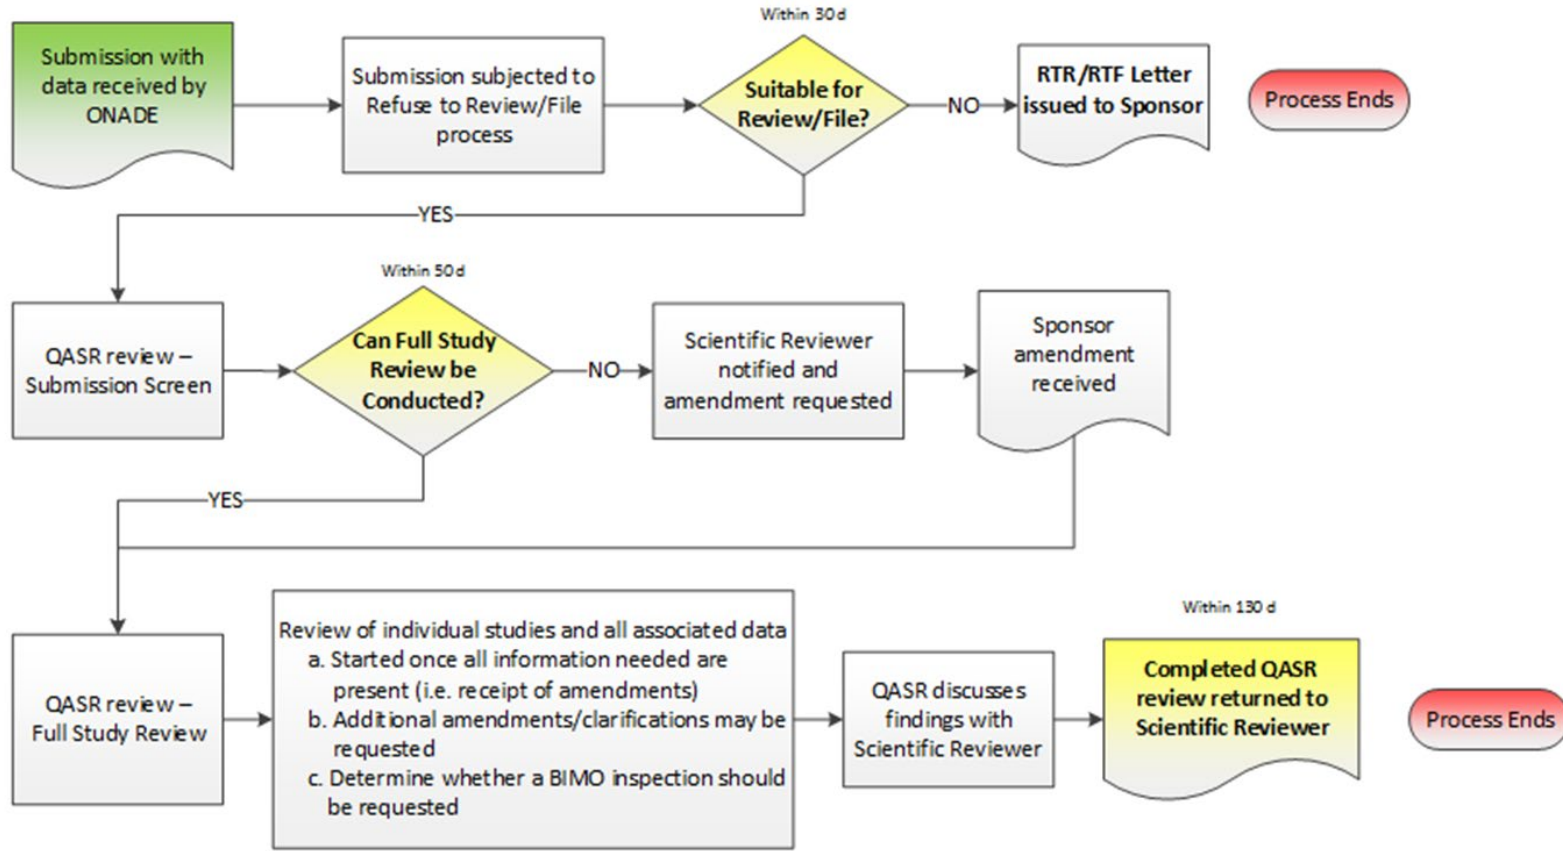 Within 30d
Submission with
data received by
ONADE
Submission subjected to
Refuse to Review/File
process
Suitable for
Review/File?
NO
RTR/RTF Letter
issued to Sponsor
Process Ends
YES
Within 50d
QASR review –
Submission Screen
Can Full Study
Review be
Conducted?
NO
Scientific Reviewer
notified and
amendment requested
Sponsor
amendment
received
YES
QASR review –
Full Study Review
Review of individual studies and all associated data
a. Started once all information needed are
present (i.e. receipt of amendments)
b. Additional amendments/clarifications may be
requested
c. Determine whether a BIMO inspection should
be requested
QASR discusses
findings with
Scientific Reviewer
Within 130 d
Completed QASR
review returned to
Scientific Reviewer
Process Ends